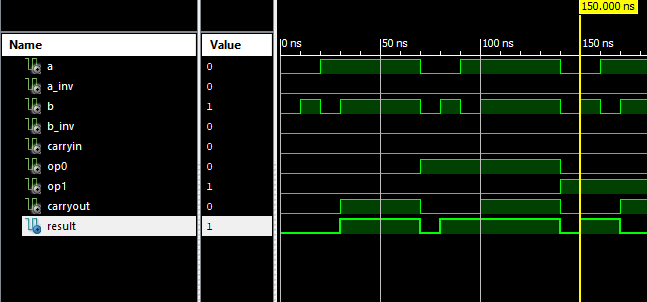 150.000 ns
Name Value
0 ns 50 ns 100 ns 150 ns
a 0
a_inv 0
b 1
b_inv 0
carryin 0
op0 0
op1 1
carryout 0
result 1